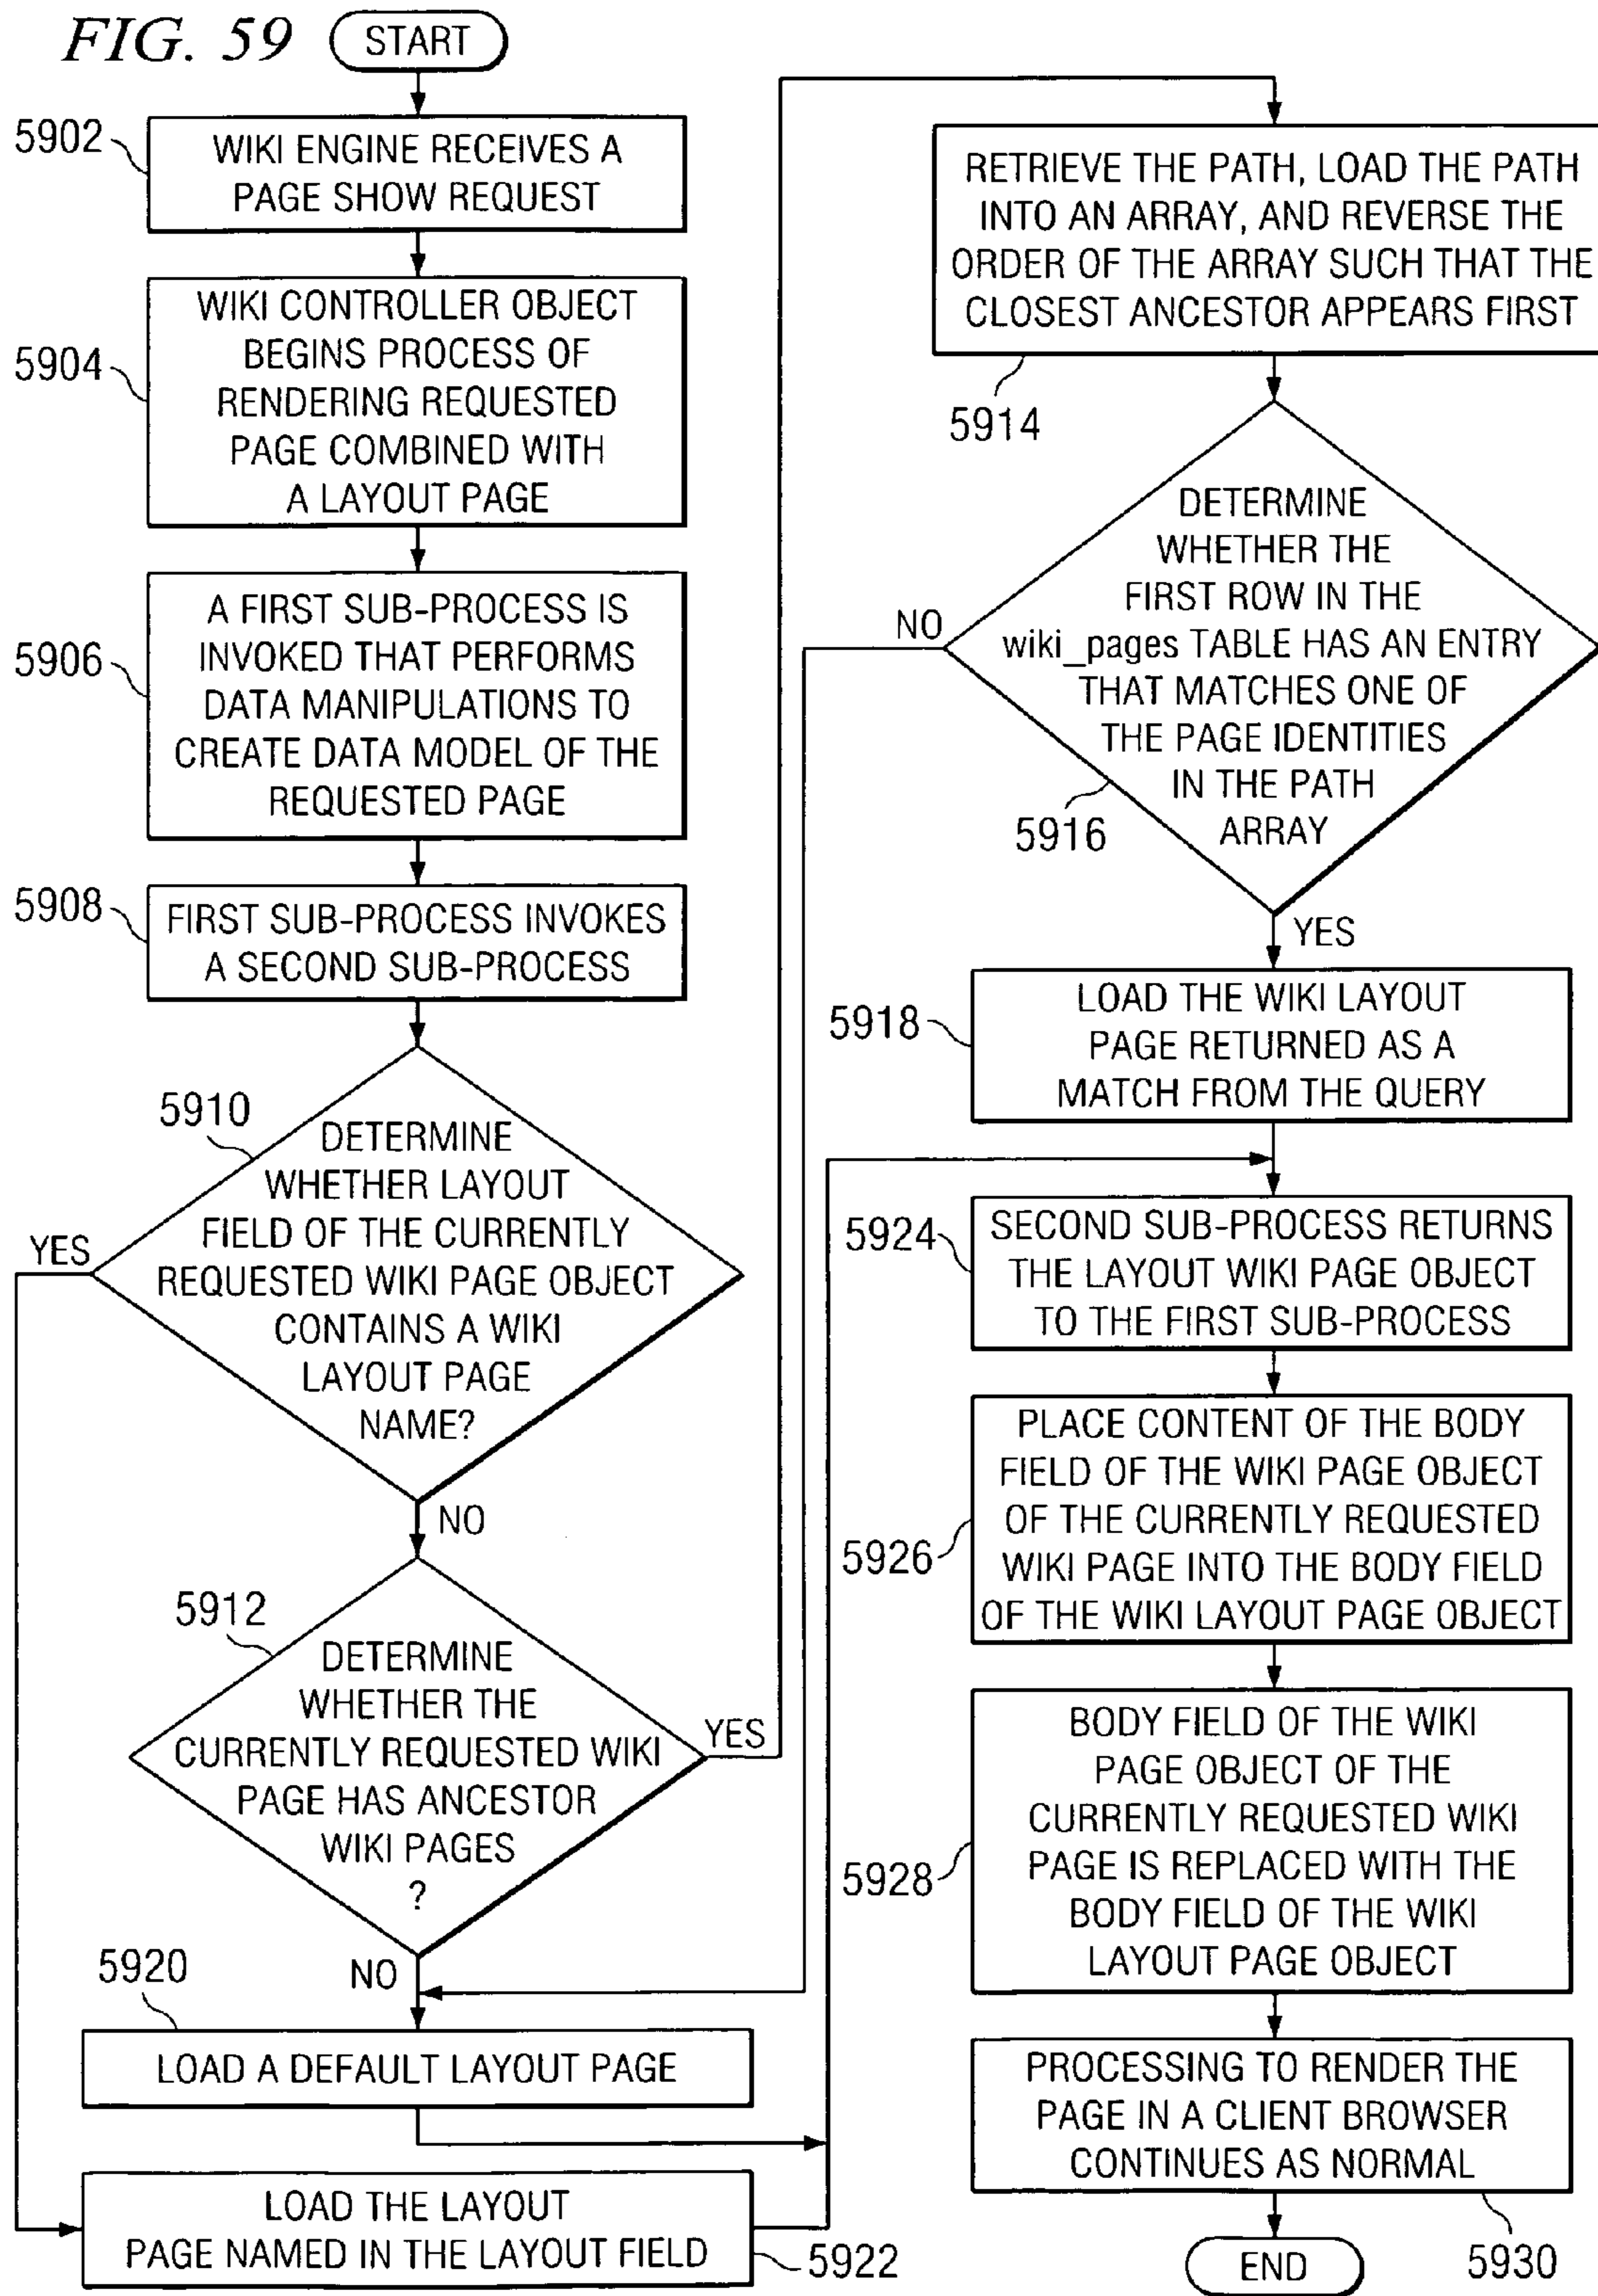 FIG. 59
START
5902
WIKI ENGINE RECEIVES A
PAGE SHOW REQUEST
5904
WIKI CONTROLLER OBJECT
BEGINS PROCESS OF
RENDERING REQUESTED
PAGE COMBINED WITH
A LAYOUT PAGE
5906
A FIRST SUB-PROCESS IS
INVOKED THAT PERFORMS
DATA MANIPULATIONS TO
CREATE DATA MODEL OF THE
REQUESTED PAGE
5908
FIRST SUB-PROCESS INVOKES
A SECOND SUB-PROCESS
5910
DETERMINE
WHETHER LAYOUT
FIELD OF THE CURRENTLY
REQUESTED WIKI PAGE OBJECT
CONTAINS A WIKI
LAYOUT PAGE
NAME?
YES
NO
5912
DETERMINE
WHETHER THE
CURRENTLY REQUESTED WIKI
PAGE HAS ANCESTOR
WIKI PAGES
?
YES
NO
5920
LOAD A DEFAULT LAYOUT PAGE
LOAD THE LAYOUT
PAGE NAMED IN THE LAYOUT FIELD
5922
RETRIEVE THE PATH, LOAD THE PATH
INTO AN ARRAY, AND REVERSE THE
ORDER OF THE ARRAY SUCH THAT THE
CLOSEST ANCESTOR APPEARS FIRST
5914
DETERMINE
WHETHER THE
FIRST ROW IN THE
wiki_pages TABLE HAS AN ENTRY
THAT MATCHES ONE OF
THE PAGE IDENTITIES
IN THE PATH
ARRAY
NO
5916
YES
5918
LOAD THE WIKI LAYOUT
PAGE RETURNED AS A
MATCH FROM THE QUERY
5924
SECOND SUB-PROCESS RETURNS
THE LAYOUT WIKI PAGE OBJECT
TO THE FIRST SUB-PROCESS
5926
PLACE CONTENT OF THE BODY
FIELD OF THE WIKI PAGE OBJECT
OF THE CURRENTLY REQUESTED
WIKI PAGE INTO THE BODY FIELD
OF THE WIKI LAYOUT PAGE OBJECT
5928
BODY FIELD OF THE WIKI
PAGE OBJECT OF THE
CURRENTLY REQUESTED WIKI
PAGE IS REPLACED WITH THE
BODY FIELD OF THE WIKI
LAYOUT PAGE OBJECT
PROCESSING TO RENDER THE
PAGE IN A CLIENT BROWSER
CONTINUES AS NORMAL
5930
END